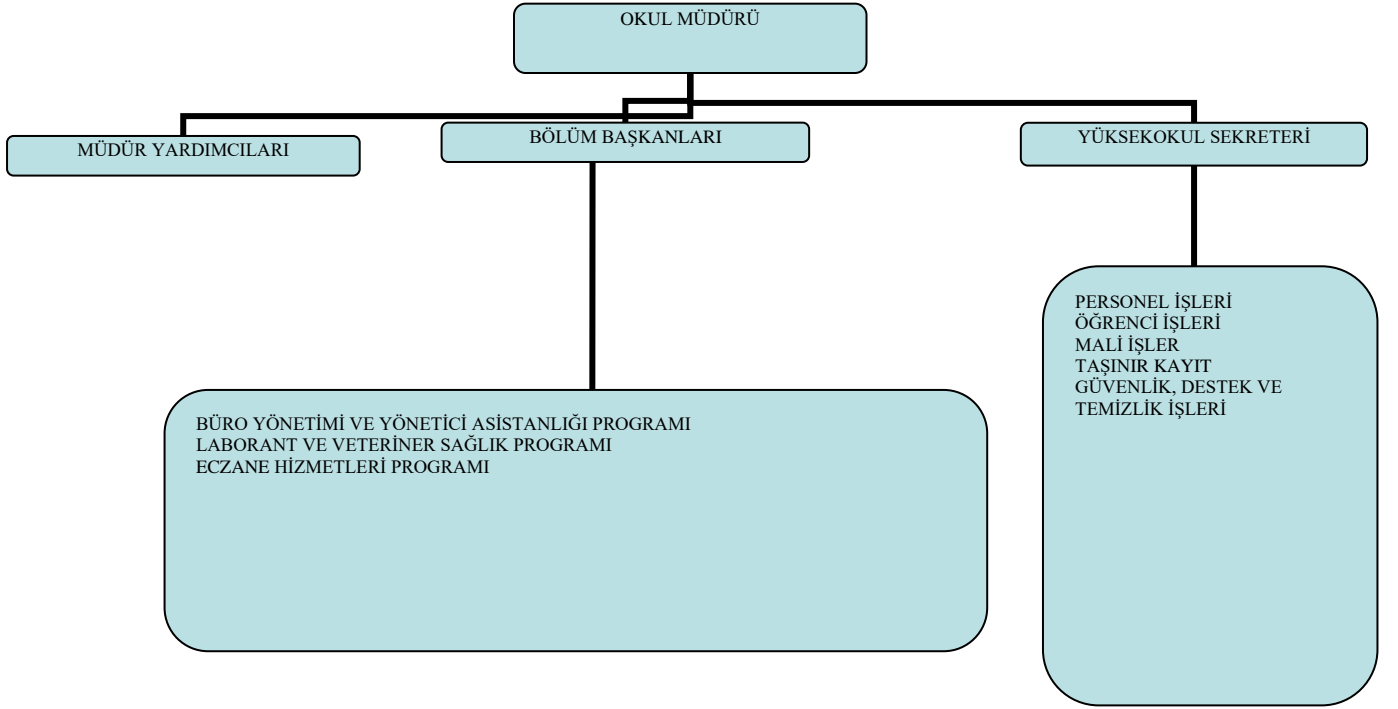 OKUL MÜDÜRÜ
MÜDÜR YARDIMCILARI
BÖLÜM BAŞKANLARI
YÜKSEKOKUL SEKRETERİ
BÜRO YÖNETİMİ VE YÖNETİCİ ASİSTANLIĞI PROGRAMI
LABORANT VE VETERİNER SAĞLIK PROGRAMI
ECZANE HİZMETLERİ PROGRAMI
PERSONEL İŞLERİ
ÖĞRENCİ İŞLERİ
MALİ İŞLER
TAŞINIR KAYIT
GÜVENLİK, DESTEK VE
TEMİZLİK İŞLERİ